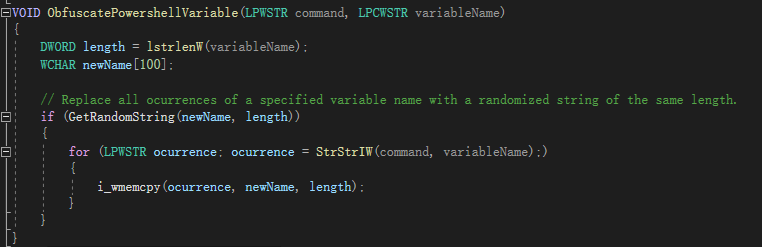 VOID ObfuscatePowershellVariable(LPWSTR command, LPCWSTR variableName)
{
DWORD length = lstrlenW(variableName);
WCHAR newName[100];
// Replace all ocurrences of a specified variable name with a randomized string of the same length.
if (GetRandomString(newName, length))
{
for (LPWSTR ocurrence; ocurrence = StrStrIW(command, variableName);)
{
i_wmemcpy(ocurrence, newName, length);
}
}
}